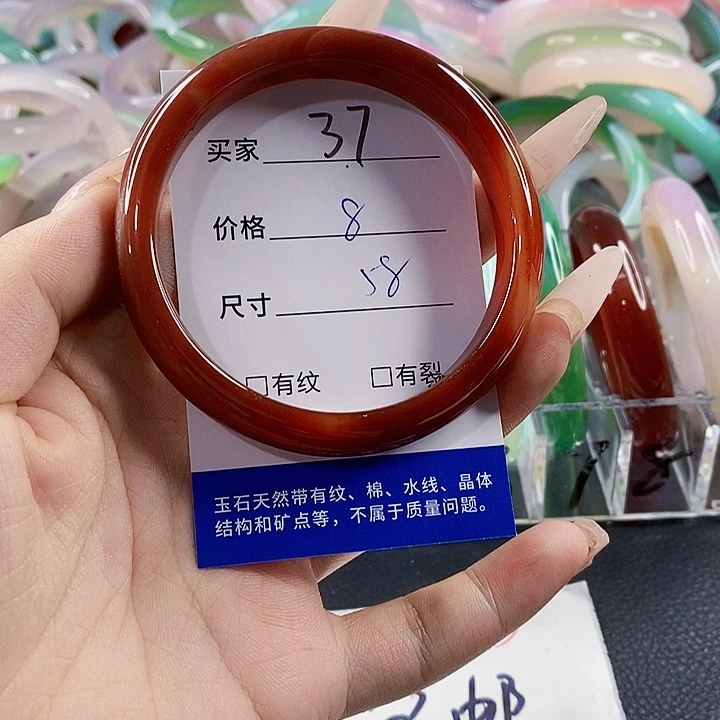 买家 37
价格 8
尺寸 58
□有纹 □有裂
玉石天然带有纹、棉、水线、晶体
结构和矿点等，不属于质量问题。
邮